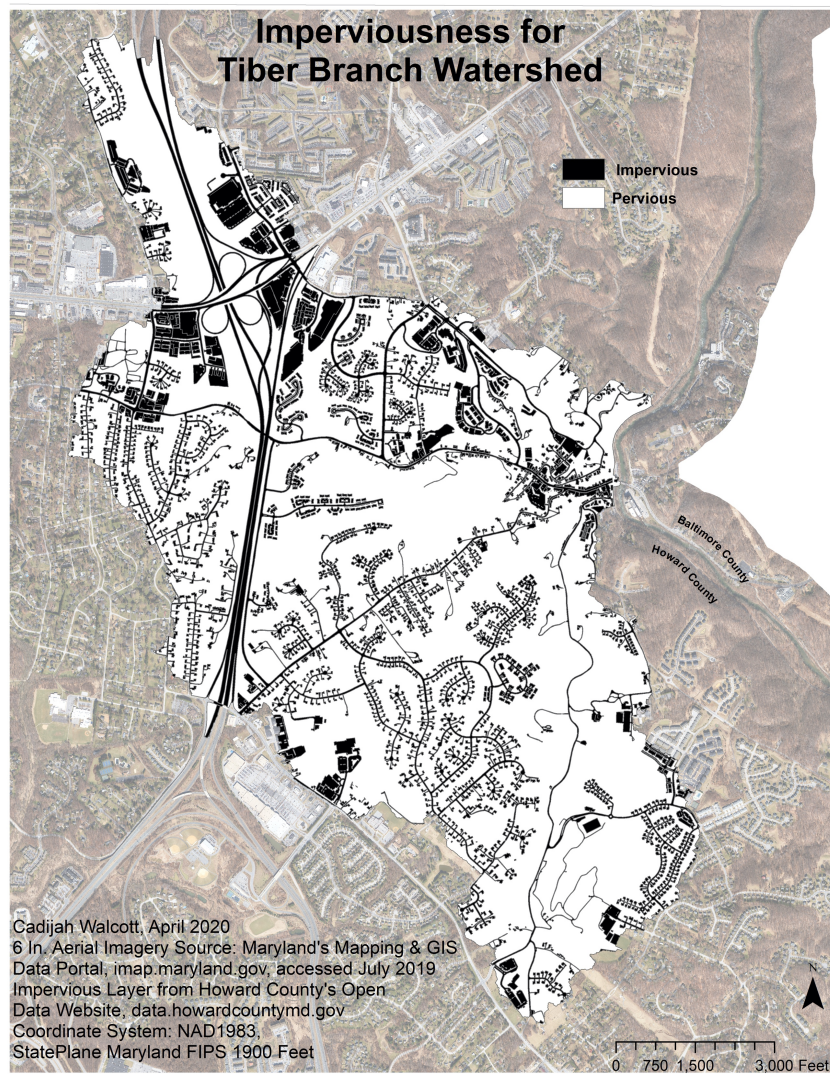 Imperviousness for
Tiber Branch Watershed
Impervious
Pervious
Baltimore County
Howard County
Cadijah Walcott, April 2020
6 In. Aerial Imagery Source: Maryland's Mapping & GIS
Data Portal, imap.maryland.gov, accessed July 2019
Impervious Layer from Howard County's Open
Data Website, data.howardcountymd.gov
Coordinate System: NAD1983,
StatePlane Maryland FIPS 1900 Feet
N
0 750 1,500 3,000 Feet